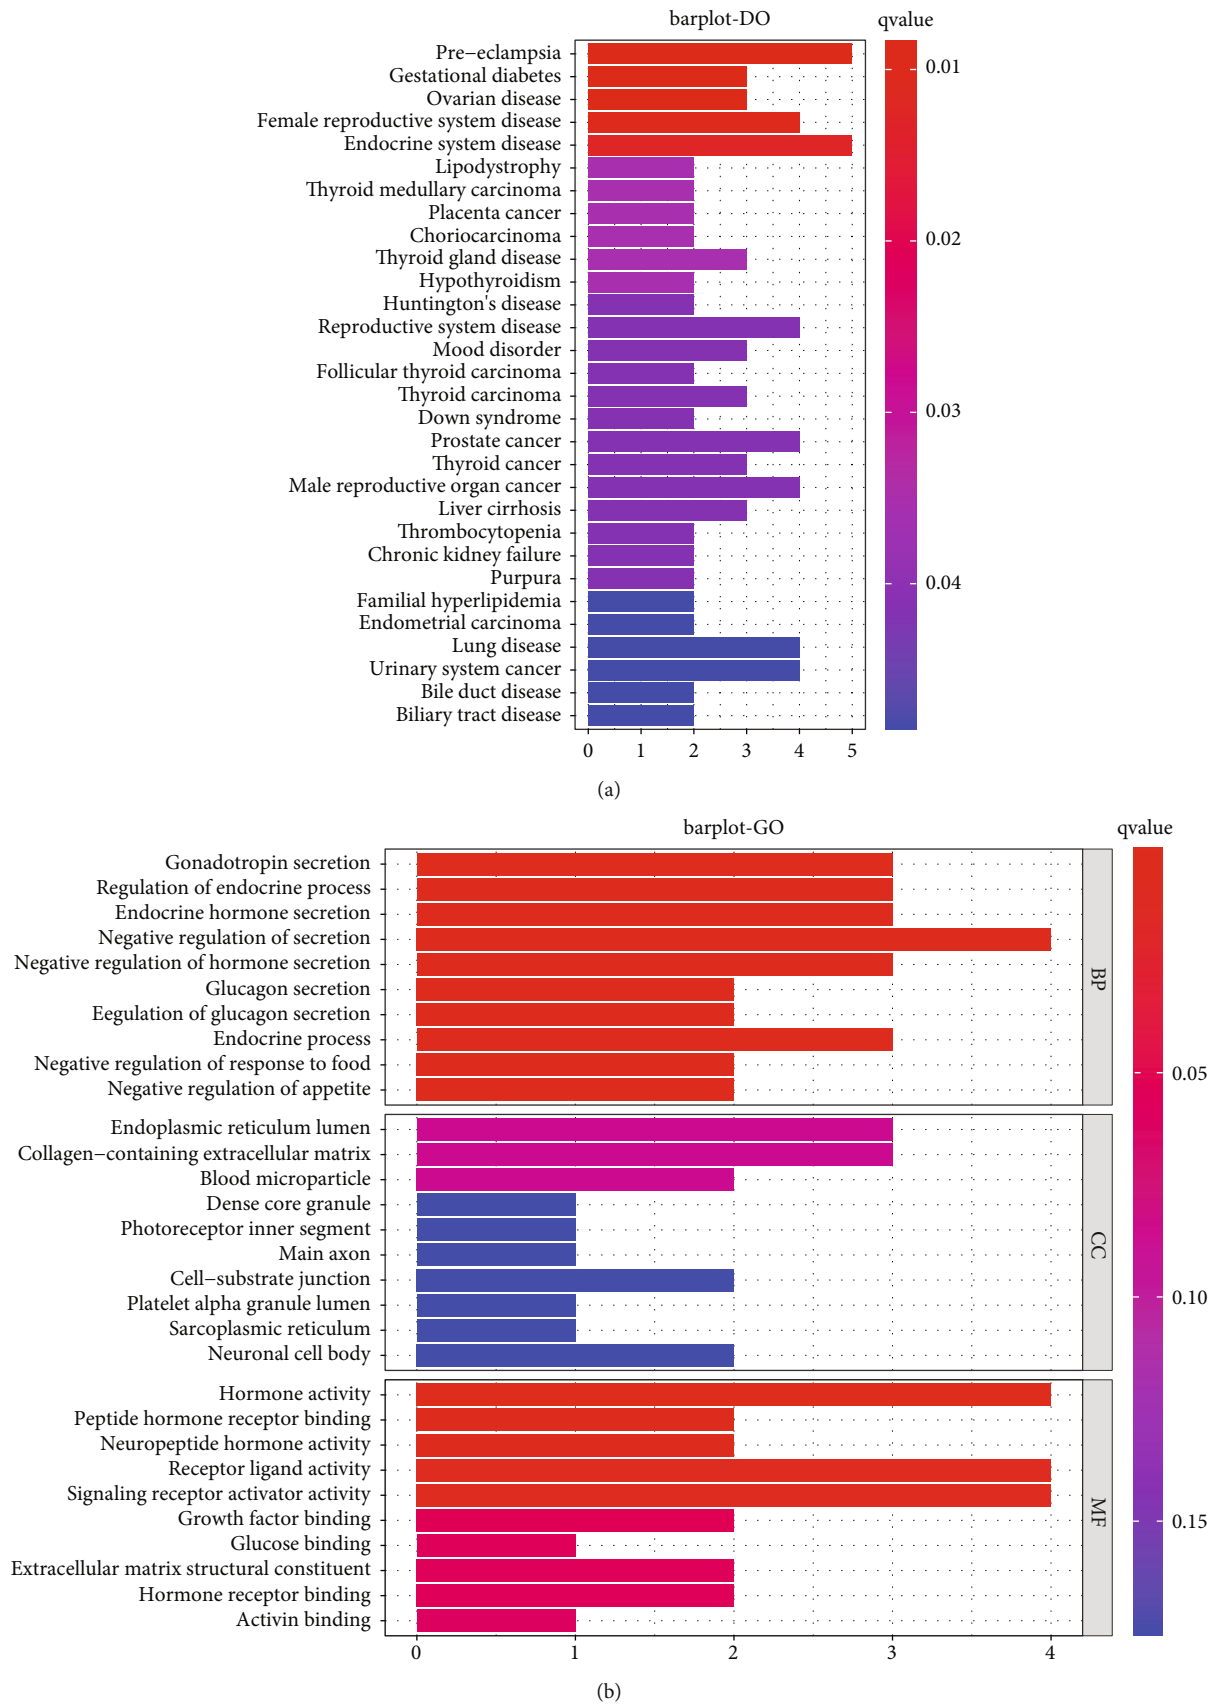 barplot-DO
qvalue
Pre−eclampsia
Gestational diabetes
Ovarian disease
Female reproductive system disease
Endocrine system disease
Lipodystrophy
Thyroid medullary carcinoma
Placenta cancer
Choriocarcinoma
Thyroid gland disease
Hypothyroidism
Huntington's disease
Reproductive system disease
Mood disorder
Follicular thyroid carcinoma
Thyroid carcinoma
Down syndrome
Prostate cancer
Thyroid cancer
Male reproductive organ cancer
Liver cirrhosis
Thrombocytopenia
Chronic kidney failure
Purpura
Familial hyperlipidemia
Endometrial carcinoma
Lung disease
Urinary system cancer
Bile duct disease
Biliary tract disease
0 1 2 3 4 5
0.01
0.02
0.03
0.04
(a)
barplot-GO
qvalue
Gonadotropin secretion
Regulation of endocrine process
Endocrine hormone secretion
Negative regulation of secretion
Negative regulation of hormone secretion
Glucagon secretion
Eegulation of glucagon secretion
Endocrine process
Negative regulation of response to food
Negative regulation of appetite
BP
Endoplasmic reticulum lumen
Collagen−containing extracellular matrix
Blood microparticle
Dense core granule
Photoreceptor inner segment
Main axon
Cell−substrate junction
Platelet alpha granule lumen
Sarcoplasmic reticulum
Neuronal cell body
CC
Hormone activity
Peptide hormone receptor binding
Neuropeptide hormone activity
Receptor ligand activity
Signaling receptor activator activity
Growth factor binding
Glucose binding
Extracellular matrix structural constituent
Hormone receptor binding
Activin binding
MF
0 1 2 3 4
0.05
0.10
0.15
(b)